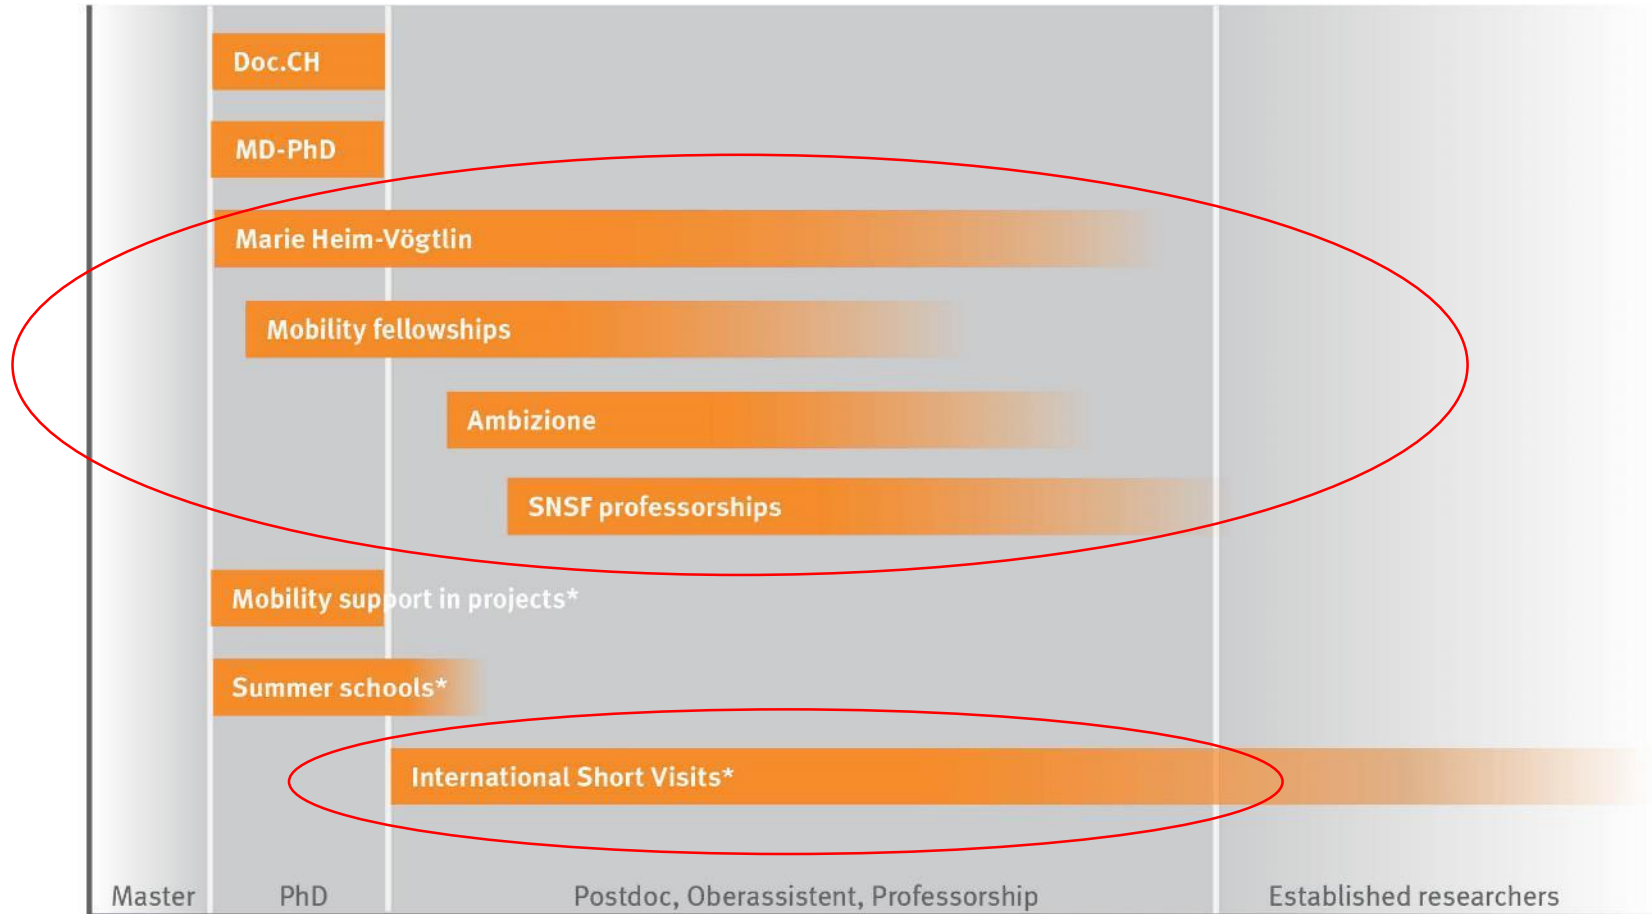 Doc.CH
MD-PhD
Marie Heim-Vögtlin
Mobility fellowships
Ambizione
SNSF professorships
Mobility support in projects*
Summer schools*
International Short Visits*
Master PhD Postdoc, Oberassistent, Professorship Established researchers